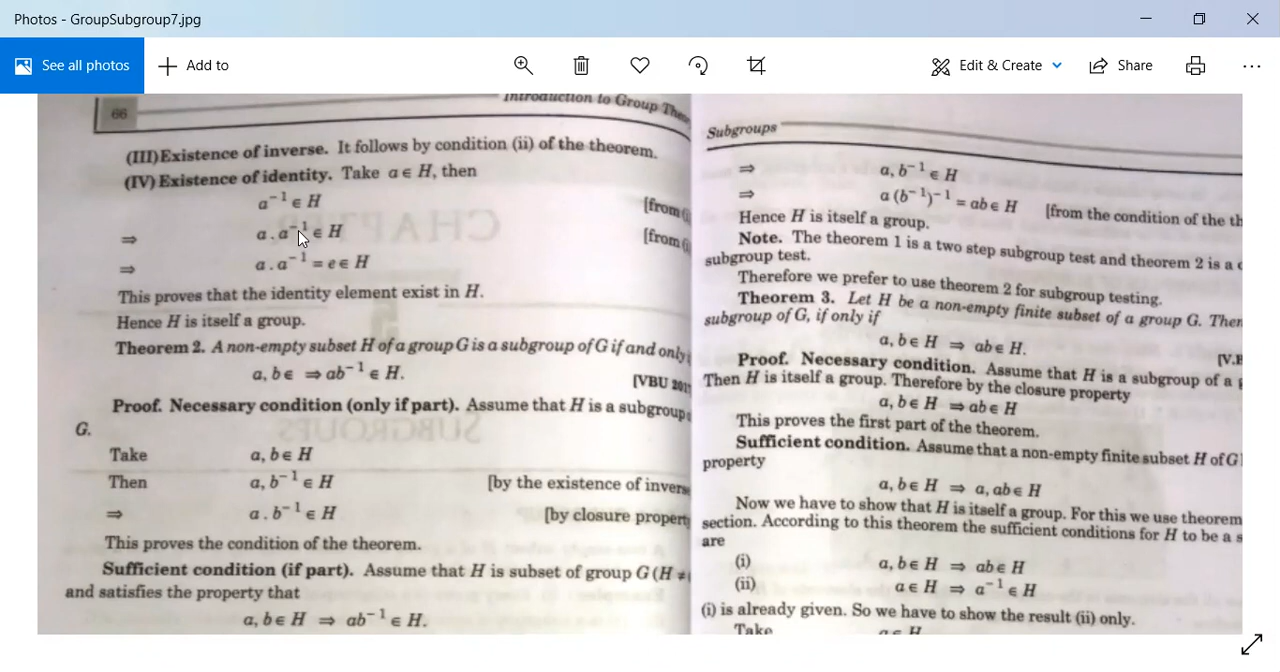 Photos - GroupSubgroup7.jpg
See all photos
Add to
Edit & Create
Share
66
Introduction to Group
(III) Existence of inverse. It follows by condition (ii) of the theorem.
(IV) Existence of identity. Take a ∈ H, then
a⁻¹ ∈ H [from
⇒ a . a⁻¹ ∈ H [from
⇒ a . a⁻¹ = e ∈ H
This proves that the identity element exist in H.
Hence H is itself a group.
Theorem 2. A non-empty subset H of a group G is a subgroup of G if and only
a, b ∈ ⇒ ab⁻¹ ∈ H.
[VBU 201
Proof. Necessary condition (only if part). Assume that H is a subgroup
G.
Take a, b ∈ H
Then a, b⁻¹ ∈ H [by the existence of invers
⇒ a . b⁻¹ ∈ H [by closure propert
This proves the condition of the theorem.
Sufficient condition (if part). Assume that H is subset of group G (H ≠
and satisfies the property that
a, b ∈ H ⇒ ab⁻¹ ∈ H.
Subgroups
⇒ a, b⁻¹ ∈ H
⇒ a (b⁻¹)⁻¹ = ab ∈ H [from the condition of the th
Hence H is itself a group.
Note. The theorem 1 is a two step subgroup test and theorem 2 is a
subgroup test.
Therefore we prefer to use theorem 2 for subgroup testing.
Theorem 3. Let H be a non-empty finite subset of a group G. Then
subgroup of G, if only if
a, b ∈ H ⇒ ab ∈ H.
[V.B
Proof. Necessary condition. Assume that H is a subgroup of a
Then H is itself a group. Therefore by the closure property
a, b ∈ H ⇒ ab ∈ H
This proves the first part of the theorem.
Sufficient condition. Assume that a non-empty finite subset H of G
property
a, b ∈ H ⇒ a, ab ∈ H
Now we have to show that H is itself a group. For this we use theorem
section. According to this theorem the sufficient conditions for H to be a s
are
(i) a, b ∈ H ⇒ ab ∈ H
(ii) a ∈ H ⇒ a⁻¹ ∈ H
(i) is already given. So we have to show the result (ii) only.
Take a ∈ H